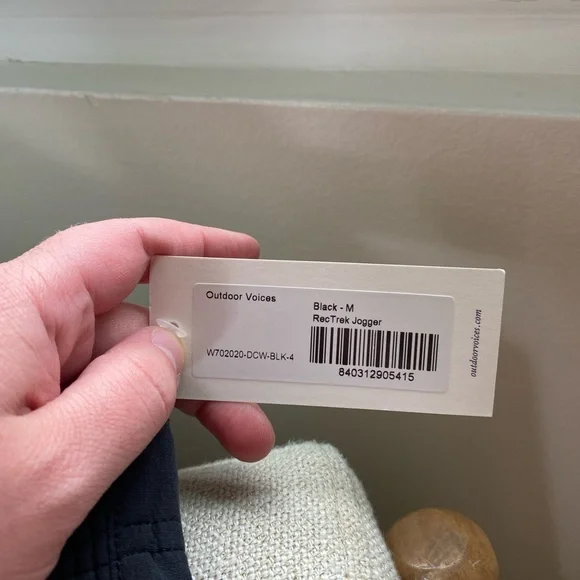 Outdoor Voices
Black - M
RecTrek Jogger
W702020-DCW-BLK-4
840312905415
outdoorvoices.com